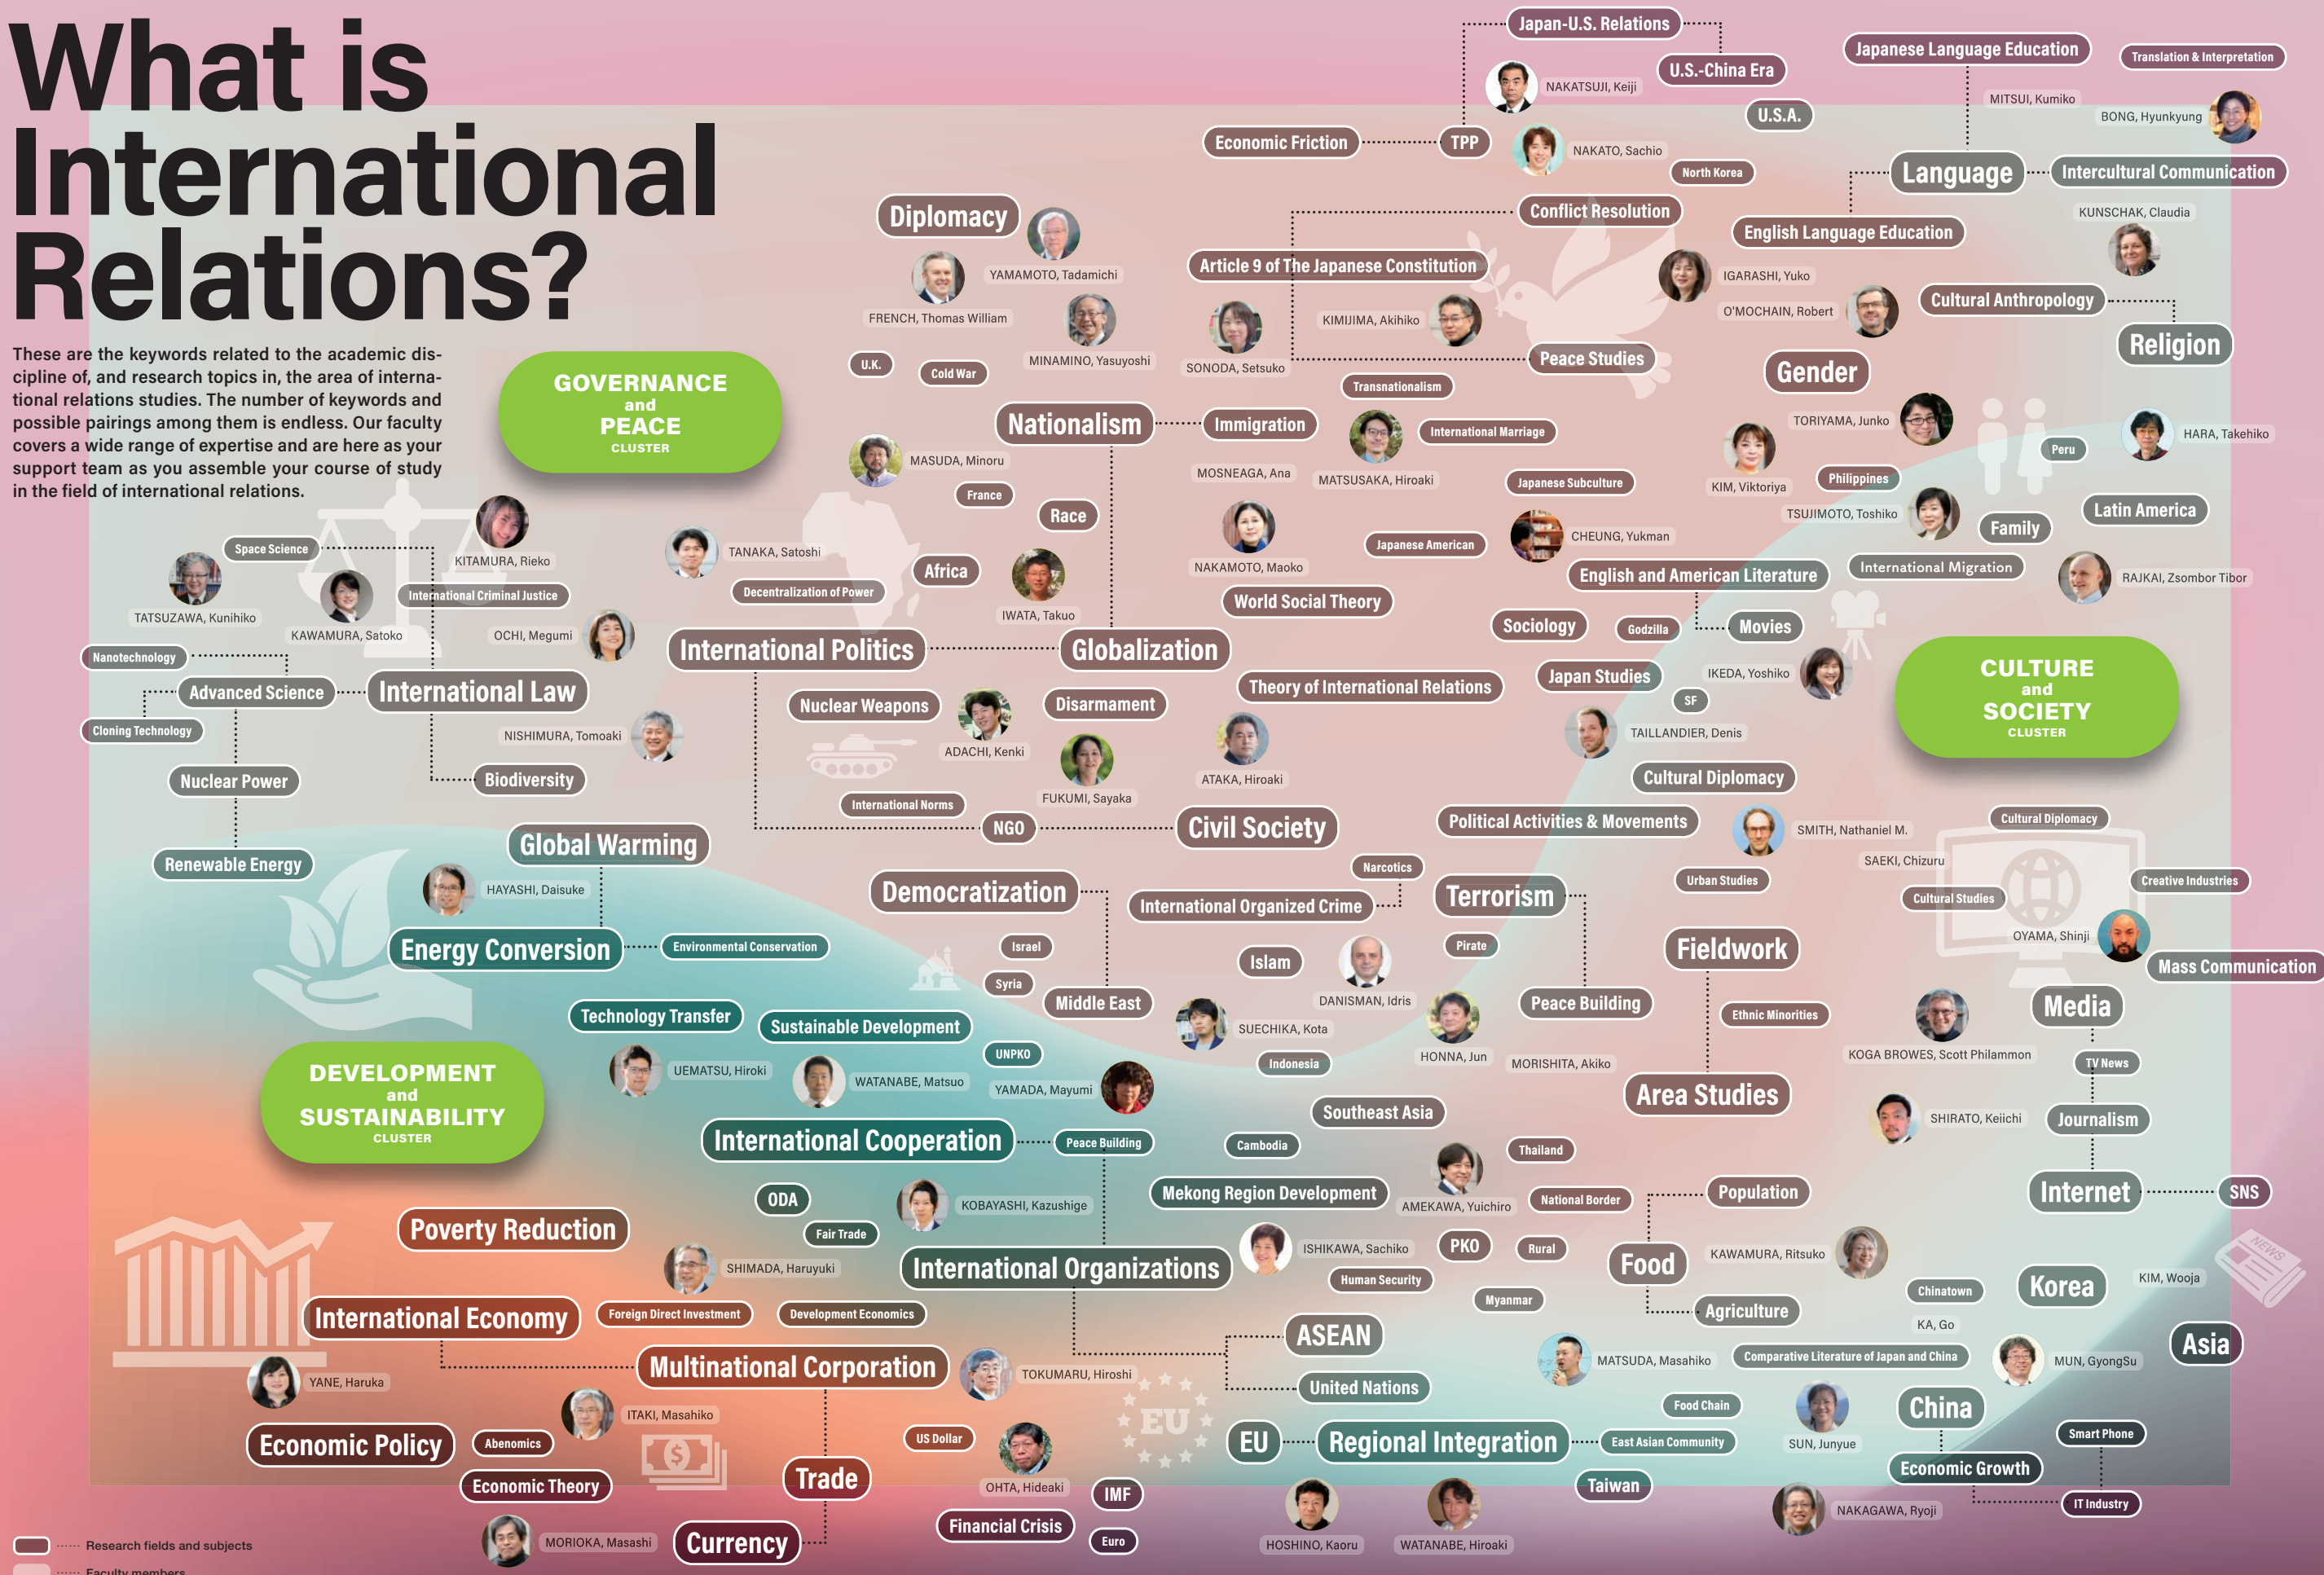 What is
International
Relations?
These are the keywords related to the academic dis-
cipline of, and research topics in, the area of interna-
tional relations studies. The number of keywords and
possible pairings among them is endless. Our faculty
covers a wide range of expertise and are here as your
support team as you assemble your course of study
in the field of international relations.
GOVERNANCE
and
PEACE
CLUSTER
Japan-U.S. Relations
U.S.-China Era
NAKATSUJI, Keiji
U.S.A.
Economic Friction
TPP
NAKATO, Sachio
North Korea
Japanese Language Education
Translation & Interpretation
MITSUI, Kumiko
BONG, Hyunkyung
Language
Intercultural Communication
KUNSCHAK, Claudia
English Language Education
Diplomacy
YAMAMOTO, Tadamichi
FRENCH, Thomas William
MINAMINO, Yasuyoshi
U.K.
Cold War
Conflict Resolution
Article 9 of The Japanese Constitution
SONODA, Setsuko
KIMIJIMA, Akihiko
Peace Studies
Transnationalism
IGARASHI, Yuko
O'MOCHAIN, Robert
Cultural Anthropology
Religion
Gender
Nationalism
Immigration
International Marriage
MASUDA, Minoru
France
Race
MOSNEAGA, Ana
MATSUSAKA, Hiroaki
Japanese Subculture
TORIYAMA, Junko
KIM, Viktoriya
Philippines
TSUJIMOTO, Toshiko
Peru
HARA, Takehiko
Latin America
Family
Space Science
KITAMURA, Rieko
TATSUZAWA, Kunihiko
KAWAMURA, Satoko
International Criminal Justice
OCHI, Megumi
TANAKA, Satoshi
Decentralization of Power
Africa
IWATA, Takuo
NAKAMOTO, Maoko
Japanese American
CHEUNG, Yukman
World Social Theory
English and American Literature
International Migration
RAJKAI, Zsombor Tibor
Sociology
Godzilla
Movies
Nanotechnology
Advanced Science
International Law
Cloning Technology
International Politics
Globalization
Theory of International Relations
Japan Studies
IKEDA, Yoshiko
SF
TAILLANDIER, Denis
CULTURE
and
SOCIETY
CLUSTER
NISHIMURA, Tomoaki
Nuclear Weapons
ADACHI, Kenki
Disarmament
FUKUMI, Sayaka
ATAKA, Hiroaki
Nuclear Power
Biodiversity
International Norms
NGO
Civil Society
Cultural Diplomacy
Political Activities & Movements
SMITH, Nathaniel M.
Cultural Diplomacy
SAEKI, Chizuru
Renewable Energy
Global Warming
HAYASHI, Daisuke
Democratization
Narcotics
International Organized Crime
Terrorism
Urban Studies
Cultural Studies
Creative Industries
Energy Conversion
Environmental Conservation
Israel
Syria
Middle East
Islam
DANISMAN, Idris
Pirate
Peace Building
Fieldwork
OYAMA, Shinji
Mass Communication
Media
Technology Transfer
Sustainable Development
SUECHIKA, Kota
HONNA, Jun
Ethnic Minorities
KOGA BROWES, Scott Philammon
TV News
DEVELOPMENT
and
SUSTAINABILITY
CLUSTER
UEMATSU, Hiroki
WATANABE, Matsuo
UNPKO
YAMADA, Mayumi
Indonesia
MORISHITA, Akiko
Area Studies
Southeast Asia
SHIRATO, Keiichi
Journalism
International Cooperation
Peace Building
Cambodia
Thailand
Mekong Region Development
AMEKAWA, Yuichiro
National Border
Population
Internet
SNS
ODA
KOBAYASHI, Kazushige
Fair Trade
Poverty Reduction
SHIMADA, Haruyuki
International Organizations
ISHIKAWA, Sachiko
PKO
Rural
Human Security
Myanmar
Food
KAWAMURA, Ritsuko
Agriculture
Chinatown
KA, Go
Korea
KIM, Wooja
NEWS
Asia
International Economy
Foreign Direct Investment
Development Economics
Multinational Corporation
TOKUMARU, Hiroshi
ASEAN
United Nations
MATSUDA, Masahiko
Comparative Literature of Japan and China
MUN, GyongSu
YANE, Haruka
ITAKI, Masahiko
Economic Policy
Abenomics
Economic Theory
$
US Dollar
EU
EU
Regional Integration
East Asian Community
Food Chain
SUN, Junyue
China
Smart Phone
Economic Growth
IT Industry
Trade
OHTA, Hideaki
IMF
Financial Crisis
Euro
Taiwan
NAKAGAWA, Ryoji
HOSHINO, Kaoru
WATANABE, Hiroaki
MORIOKA, Masashi
Currency
Research fields and subjects
Faculty members